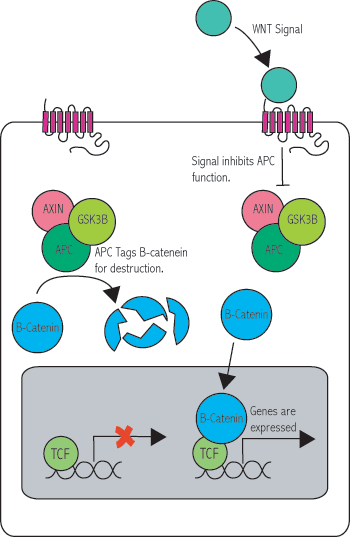 WNT Signal
Signal inhibits APC
function.
AXIN
GSK3B
APC
AXIN
GSK3B
APC
APC Tags B-catenein
for destruction.
B-Catenin
B-Catenin
B-Catenin
Genes are
expressed
TCF
TCF